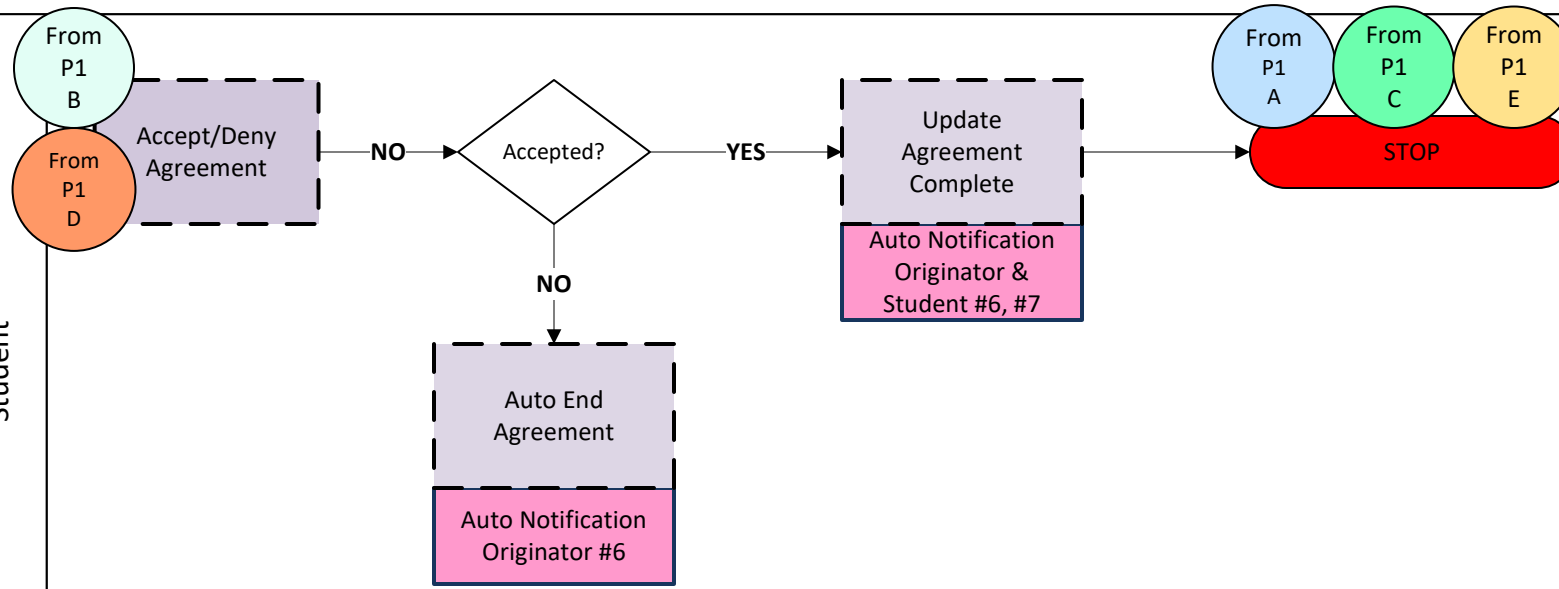 From
P1
B
From
P1
D
Accept/Deny
Agreement
NO
Accepted?
YES
Update
Agreement
Complete
Auto Notification
Originator &
Student #6, #7
From
P1
A
From
P1
C
From
P1
E
STOP
NO
Auto End
Agreement
Auto Notification
Originator #6
Student